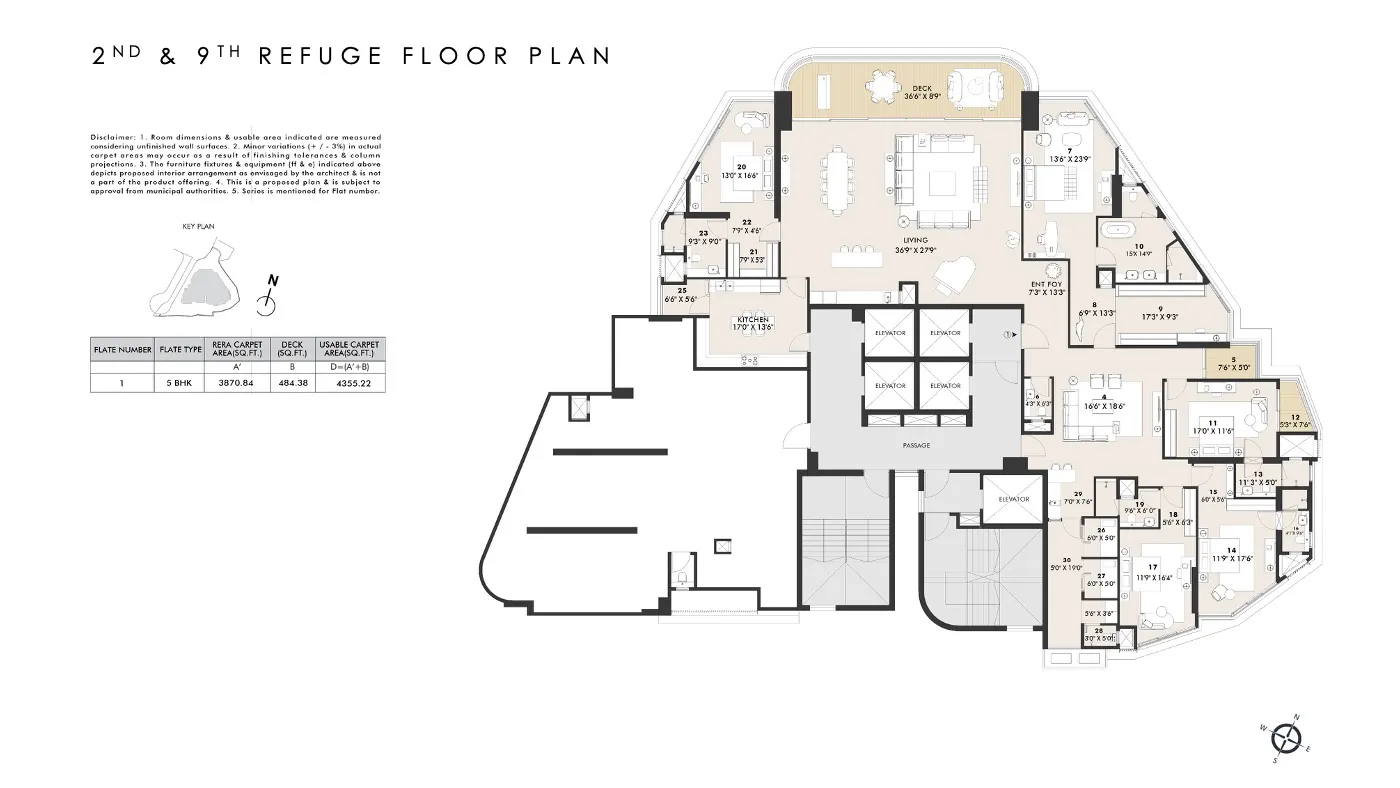 2ND & 9TH REFUGE FLOOR PLAN
Disclaimer: 1. Room dimensions & usable area indicated are measured
considering unfinished wall surfaces. 2. Minor variations (+ / - 3%) in actual
carpet areas may occur as a result of finishing tolerances & column
projections. 3. The furniture fixtures & equipment (ff & e) indicated above
depicts proposed interior arrangement as envisaged by the architect & is not
a part of the product offering. 4. This is a proposed plan & is subject to
approval from municipal authorities. 5. Series is mentioned for Flat number.
KEY PLAN
N
FLATE NUMBER FLATE TYPE RERA CARPET AREA(SQ.FT.) DECK (SQ.FT.) USABLE CARPET AREA(SQ.FT.)
A' B D=(A'+B)
1 5 BHK 3870.84 484.38 4355.22
DECK
36'6" X 8'9"
20
13'0" X 16'6"
7
13'6" X 23'9"
22
7'9" X 4'6"
23
9'3" X 9'0"
21
7'9" X 5'3"
LIVING
36'9" X 27'9"
10
15'X 14'9"
ENT FOY
7'3" X 13'3"
25
6'6" X 5'6"
8
6'9" X 13'3"
9
17'3" X 9'3"
KITCHEN
17'0" X 13'6"
ELEVATOR
ELEVATOR
1
5
7'6" X 5'0"
ELEVATOR
ELEVATOR
6
4'3" X 6'3"
4
16'6" X 18'6"
11
17'0" X 11'6"
12
5'3" X 7'6"
PASSAGE
13
11' 3" X 5'0"
ELEVATOR
29
7'0" X 7'6"
19
9'6" X 6' 0"
18
5'6" X 6'3"
15
6'0" X 5'6"
26
6'0" X 5'0"
14
11'9" X 17'6"
30
5'0" X 19'0"
27
6'0" X 5'0"
17
11'9" X 16'4"
5'6" X 3'6"
28
3'0" X 5'0"
N
W
E
S